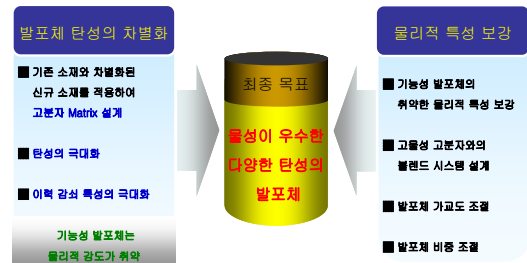 발포체 탄성의 차별화
■ 기존 소재와 차별화된
신규 소재를 적용하여
고분자 Matrix 설계
■ 탄성의 극대화
■ 이력 감쇠 특성의 극대화
기능성 발포체는
물리적 강도가 취약
최종 목표
물성이 우수한
다양한 탄성의
발포체
물리적 특성 보강
■ 기능성 발포체의
취약한 물리적 특성 보강
■ 고물성 고분자와의
블렌드 시스템 설계
■ 발포체 가교도 조절
■ 발포체 비중 조절